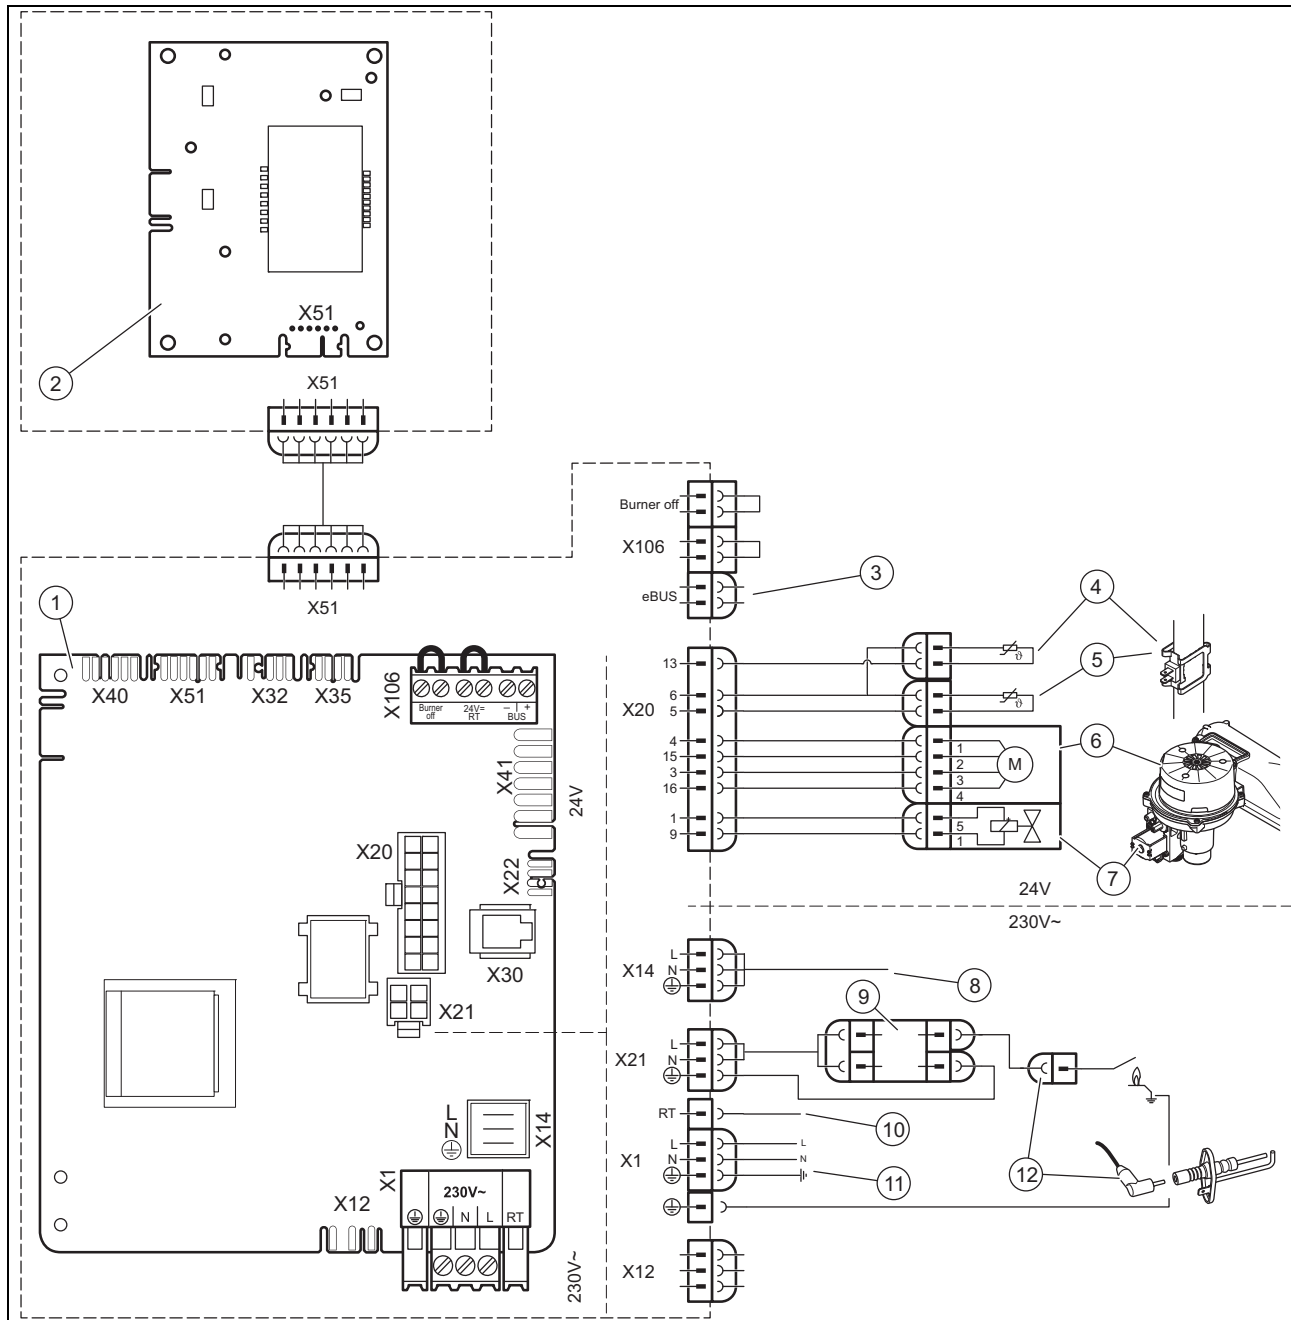 X51
2
X51
X51
Burner off
X106
eBUS
3
1
4
5
6
7
X40
X51
X32
X35
X106
Burner off
24V=
RT
– | +
BUS
X41
24V
X20
X22
C
X30
X21
X20
13
6
5
4
15
3
16
1
9
ϑ
ϑ
1
2
3
4
M
5
1
24V
230V~
X14
L
N
8
9
X21
L
N
RT
10
X1
L
N
L
N
11
12
X12
L
N
X14
X1
230V~
N
L
RT
X12
230V~